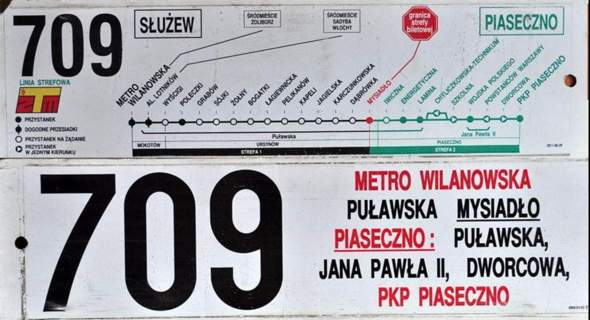 709
SŁUŻEW
ŚRÓDMIEŚCIE
ŻOLIBORZ
ŚRÓDMIEŚCIE
SADYBA
WŁOCHY
granica
strefy
biletowej
PIASECZNO
LINIA STREFOWA
ZTM
PRZYSTANEK
DOGODNE PRZESIADKI
PRZYSTANEK NA ŻĄDANIE
PRZYSTANEK
W JEDNYM KIERUNKU
METRO
WILANOWSKA
AL. LOTNIKÓW
WYŚCIGI
POLECZKI
GRABÓW
SÓJKI
ŻOŁNY
BOGATKI
ŁAGIEWNICKA
PELIKANÓW
KAPELI
JAGIELSKA
KARCZUNKOWSKA
DĄBRÓWKA
MYSIADŁO
IWICZNA
ENERGETYCZNA
LAMINA
CHYLICZKOWSKA-TECHNIKUM
SZKOLNA
WOJSKA POLSKIEGO
POWSTAŃCÓW WARSZAWY
DWORCOWA
PKP PIASECZNO
Puławska
Jana Pawła II
MOKOTÓW
URSYNÓW
PIASECZNO
STREFA 1
STREFA 2
709
METRO WILANOWSKA
PUŁAWSKA MYSIADŁO
PIASECZNO: PUŁAWSKA,
JANA PAWŁA II, DWORCOWA,
PKP PIASECZNO